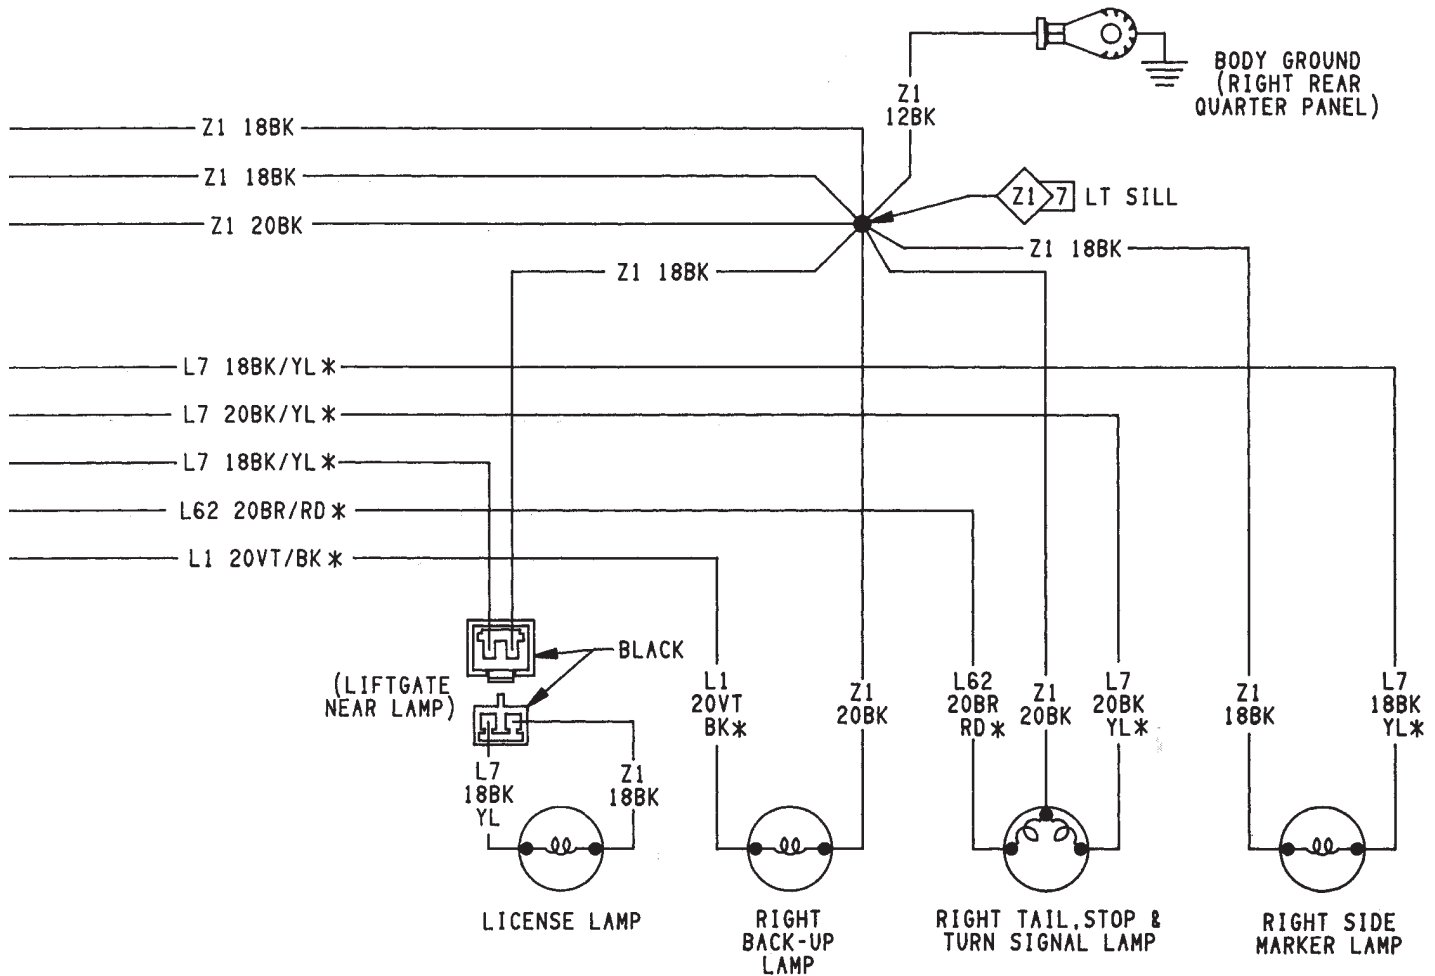 BODY GROUND
(RIGHT REAR
QUARTER PANEL)
Z1
12BK
Z1 18BK
Z1 18BK
Z1 7 LT SILL
Z1 20BK
Z1 18BK
Z1 18BK
L7 18BK/YL*
L7 20BK/YL*
L7 18BK/YL*
L62 20BR/RD*
L1 20VT/BK*
BLACK
(LIFTGATE
NEAR LAMP)
L1
20VT
BK*
Z1
20BK
L62
20BR
RD*
Z1
20BK
L7
20BK
YL*
Z1
18BK
L7
18BK
YL*
L7
18BK
YL
Z1
18BK
LICENSE LAMP
RIGHT
BACK-UP
LAMP
RIGHT TAIL,STOP &
TURN SIGNAL LAMP
RIGHT SIDE
MARKER LAMP